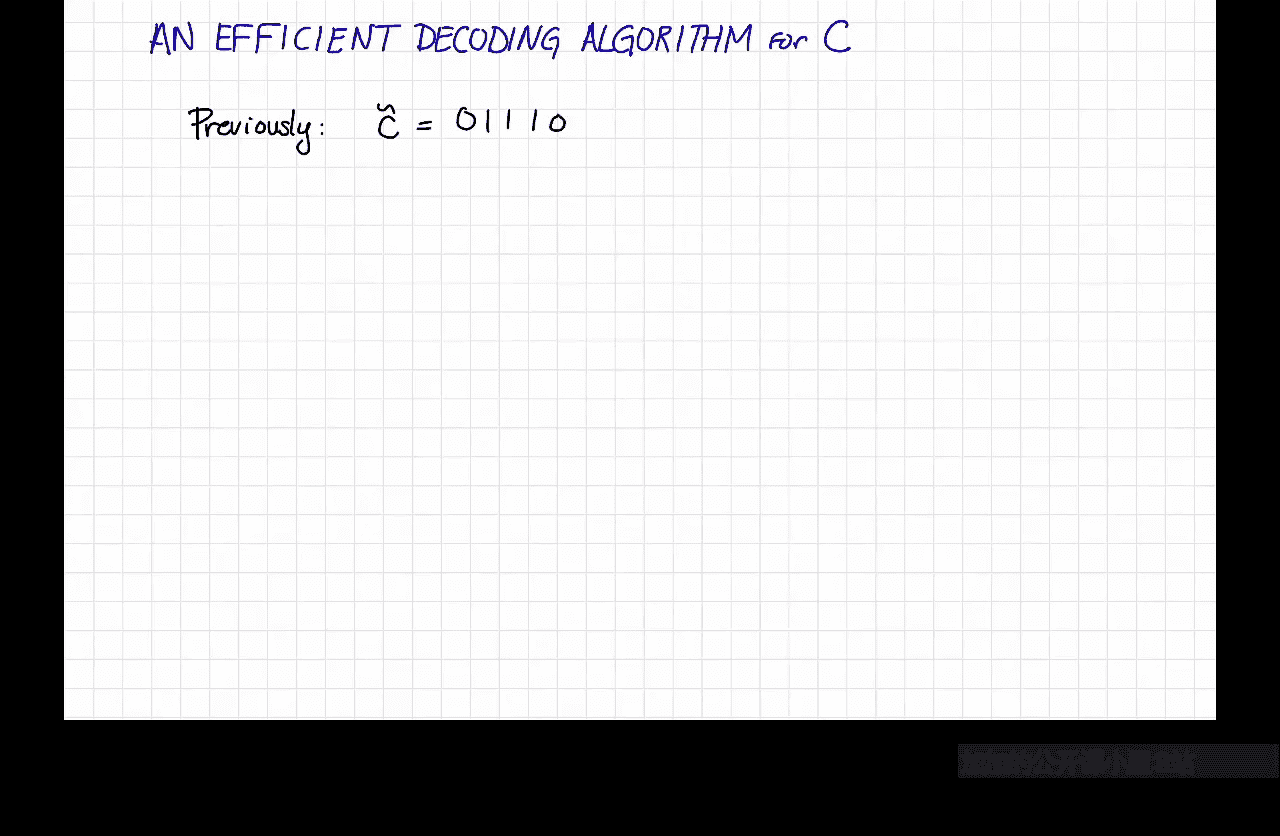 AN EFFICIENT DECODING ALGORITHM for C
Previously: c̃ = 01110